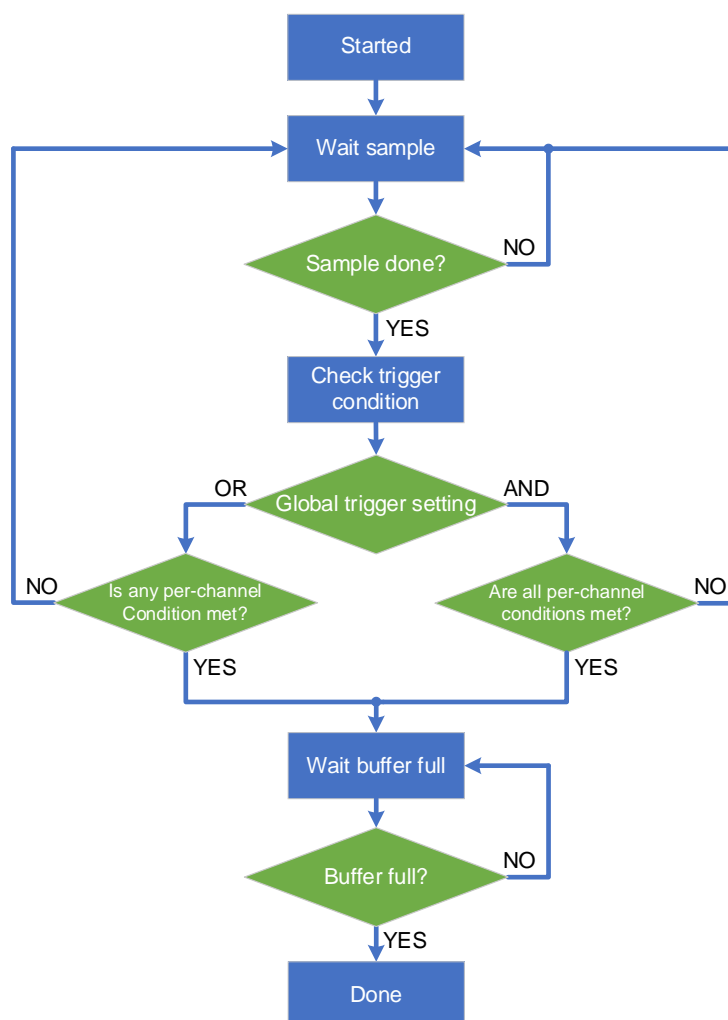 Started
Wait sample
Sample done?
NO
YES
Check trigger
condition
OR
Global trigger setting
AND
NO
Is any per-channel
Condition met?
Are all per-channel
conditions met?
NO
YES
YES
Wait buffer full
Buffer full?
NO
YES
Done